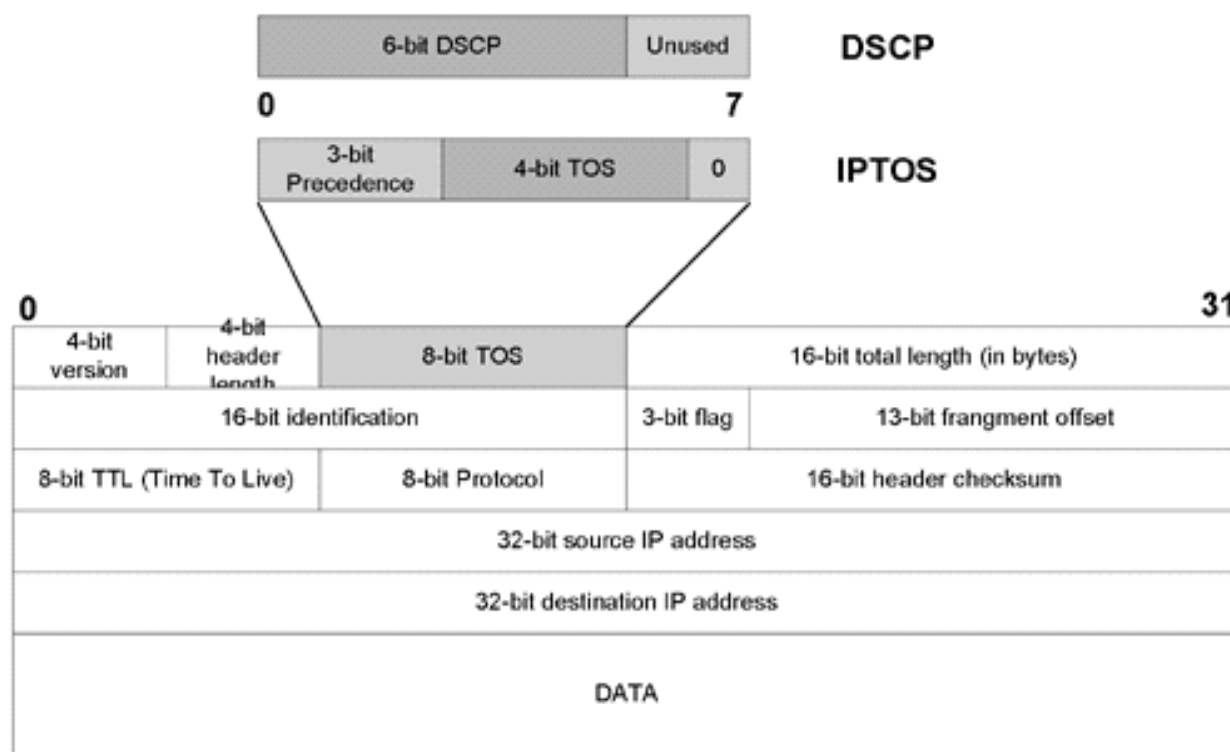 6-bit DSCP Unused DSCP
0 7
3-bit
Precedence 4-bit TOS 0 IPTOS
0 31
4-bit
version 4-bit
header
length 8-bit TOS 16-bit total length (in bytes)
16-bit identification 3-bit flag 13-bit frangment offset
8-bit TTL (Time To Live) 8-bit Protocol 16-bit header checksum
32-bit source IP address
32-bit destination IP address
DATA